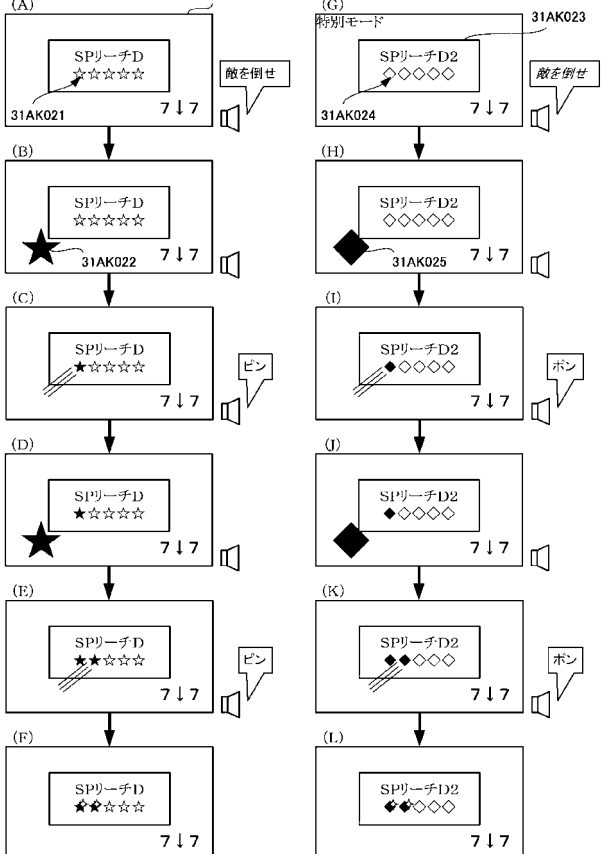 (A)
SPリーチD
☆☆☆☆☆
敵を倒せ
31AK021
7↓7
(B)
SPリーチD
☆☆☆☆☆
31AK022
7↓7
(C)
SPリーチD
★☆☆☆☆
ピン
7↓7
(D)
SPリーチD
★☆☆☆☆
7↓7
(E)
SPリーチD
★★☆☆☆
ピン
7↓7
(F)
SPリーチD
★★☆☆☆
7↓7
(G)
特別モード
31AK023
SPリーチD2
◇◇◇◇◇
敵を倒せ
31AK024
7↓7
(H)
SPリーチD2
◇◇◇◇◇
31AK025
7↓7
(I)
SPリーチD2
◆◇◇◇◇
ポン
7↓7
(J)
SPリーチD2
◆◇◇◇◇
7↓7
(K)
SPリーチD2
◆◆◇◇◇
ポン
7↓7
(L)
SPリーチD2
◆◆◇◇◇
7↓7